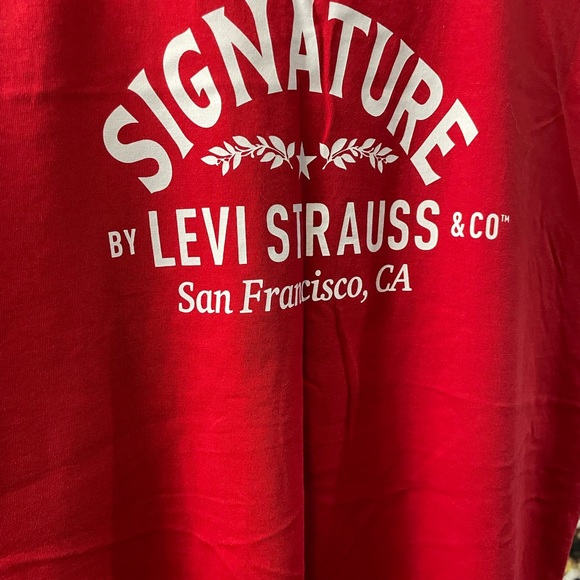 SIGNATURE
BY LEVI STRAUSS & CO™
San Francisco, CA